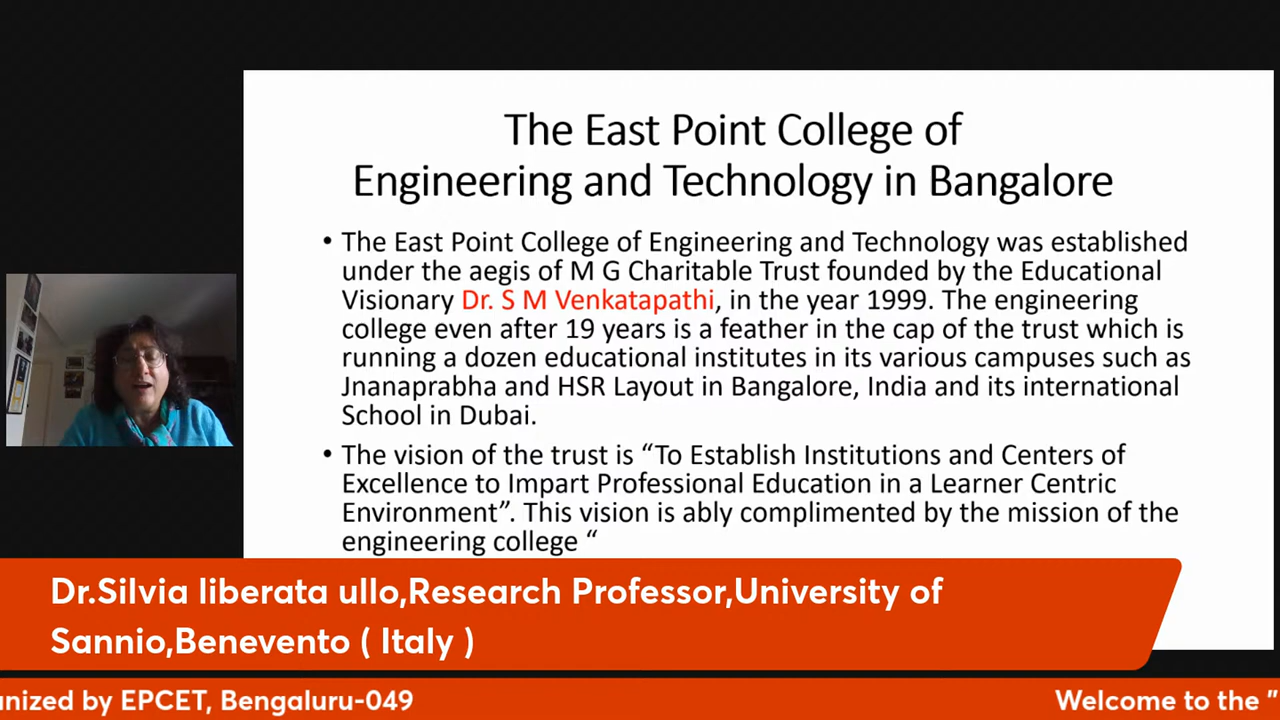 The East Point College of
Engineering and Technology in Bangalore
• The East Point College of Engineering and Technology was established
under the aegis of M G Charitable Trust founded by the Educational
Visionary Dr. S M Venkatapathi, in the year 1999. The engineering
college even after 19 years is a feather in the cap of the trust which is
running a dozen educational institutes in its various campuses such as
Jnanaprabha and HSR Layout in Bangalore, India and its international
School in Dubai.
• The vision of the trust is “To Establish Institutions and Centers of
Excellence to Impart Professional Education in a Learner Centric
Environment”. This vision is ably complimented by the mission of the
engineering college “
Dr.Silvia liberata ullo,Research Professor,University of
Sannio,Benevento ( Italy )
anized by EPCET, Bengaluru-049 Welcome to the "